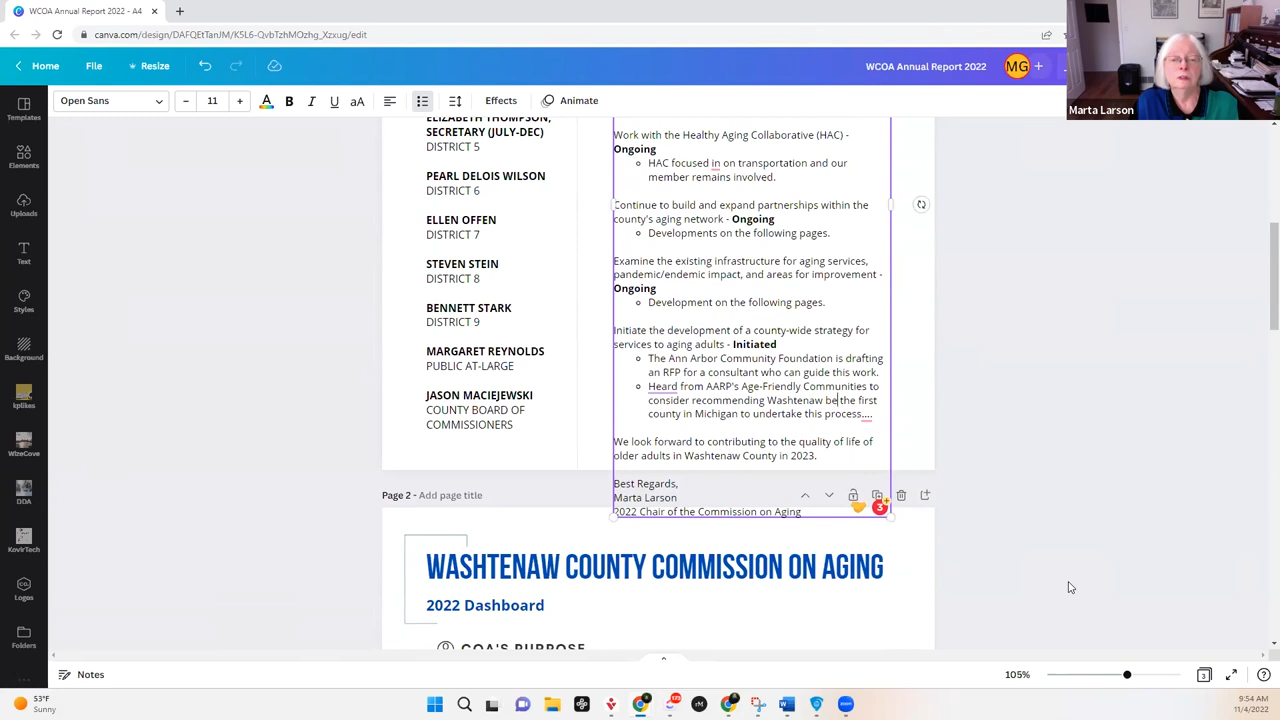 WCOA Annual Report 2022 - A
canva.com/design/DAFQEtTanJM/K5L6-QvbTzhMOzhg_Xzxug/edit
Home
File
Resize
WCOA Annual Report 2022
MG
Marta Larson
Open Sans
11
B
I
U
aA
Effects
Animate
Templates
Elements
Uploads
Text
Styles
Background
kplikes
WizeCove
DDA
KovirTech
Logos
Folders
ELIZABETH THOMPSON,
SECRETARY (JULY-DEC)
DISTRICT 5
PEARL DELOIS WILSON
DISTRICT 6
ELLEN OFFEN
DISTRICT 7
STEVEN STEIN
DISTRICT 8
BENNETT STARK
DISTRICT 9
MARGARET REYNOLDS
PUBLIC AT-LARGE
JASON MACIEJEWSKI
COUNTY BOARD OF
COMMISSIONERS
Work with the Healthy Aging Collaborative (HAC) -
Ongoing
HAC focused in on transportation and our
member remains involved.
Continue to build and expand partnerships within the
county's aging network - Ongoing
Developments on the following pages.
Examine the existing infrastructure for aging services,
pandemic/endemic impact, and areas for improvement -
Ongoing
Development on the following pages.
Initiate the development of a county-wide strategy for
services to aging adults - Initiated
The Ann Arbor Community Foundation is drafting
an RFP for a consultant who can guide this work.
Heard from AARP's Age-Friendly Communities to
consider recommending Washtenaw be the first
county in Michigan to undertake this process....
We look forward to contributing to the quality of life of
older adults in Washtenaw County in 2023.
Best Regards,
Marta Larson
2022 Chair of the Commission on Aging
3
Page 2 - Add page title
WASHTENAW COUNTY COMMISSION ON AGING
2022 Dashboard
COA'S PURPOSE
Notes
105%
3
53°F
Sunny
9:54 AM
11/4/2022